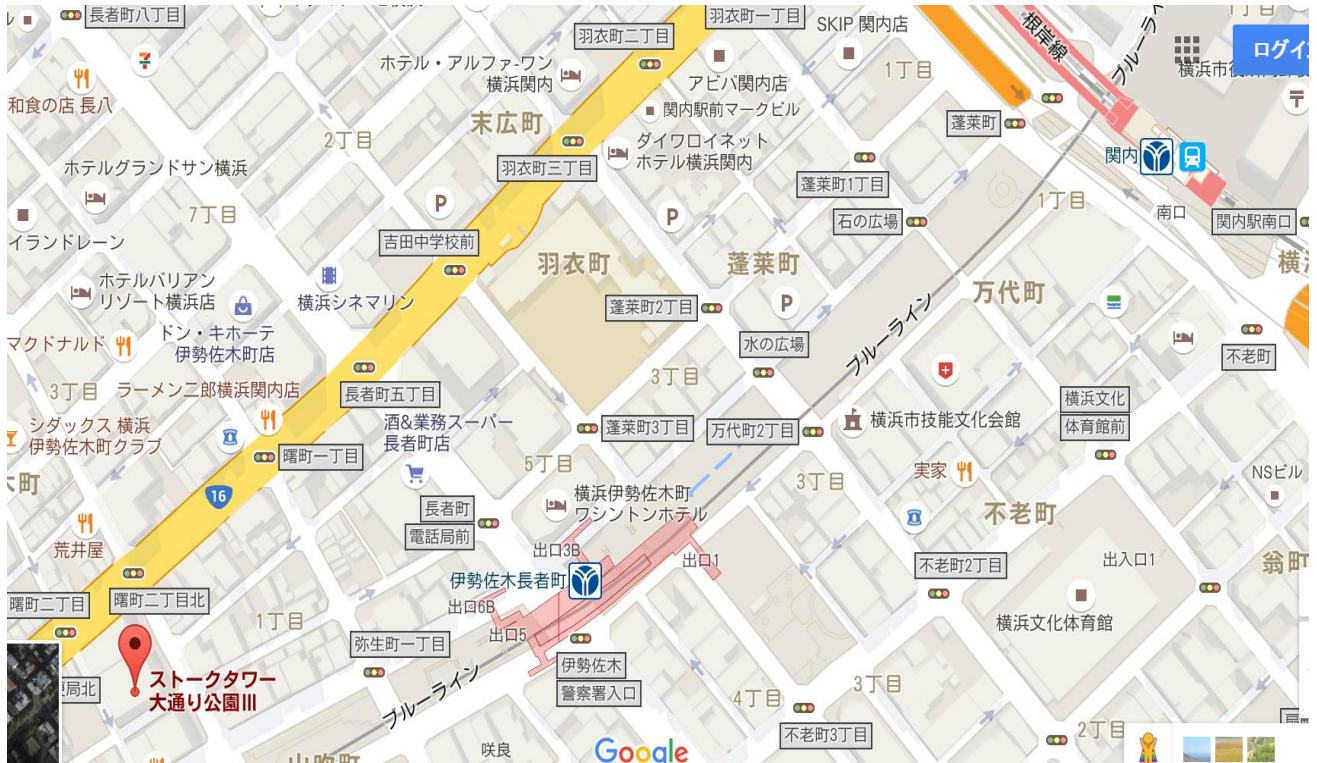 長者町八丁目
羽衣町一丁目
SKIP 関内店
1丁目
羽衣町二丁目
根岸線
ブルーライン
ログイ
横浜市
ホテル・アルファ-ワン
横浜関内
アビバ関内店
1丁目
和食の店 長八
関内駅前マークビル
末広町
蓬莱町
2丁目
ダイワロイネット
ホテル横浜関内
関内
ホテルグランドサン横浜
羽衣町三丁目
蓬莱町1丁目
P
1丁目
7丁目
P
石の広場
南口
関内駅南口
イランドレーン
吉田中学校前
羽衣町
蓬莱町
横
ホテルバリアン
リゾート横浜店
横浜シネマリン
蓬莱町2丁目
P
万代町
ドン・キホーテ
伊勢佐木町店
水の広場
ブルーライン
マクドナルド
不老町
3丁目
ラーメン二郎横浜関内店
長者町五丁目
3丁目
横浜文化
体育館前
シダックス 横浜
伊勢佐木町クラブ
酒&業務スーパー
長者町店
蓬莱町3丁目
万代町2丁目
横浜市技能文化会館
曙町一丁目
5丁目
実家
NSビル
町
16
横浜伊勢佐木町
ワシントンホテル
3丁目
長者町
電話局前
不老町
荒井屋
出口3B
出口1
不老町2丁目
出入口1
翁町
伊勢佐木長者町
曙町二丁目
曙町二丁目北
出口6B
1丁目
出口5
横浜文化体育館
弥生町一丁目
伊勢佐木
警察署入口
ストークタワー
大通り公園III
局北
ブルーライン
4丁目
3丁目
不老町3丁目
2丁目
咲良
Google
山吹町